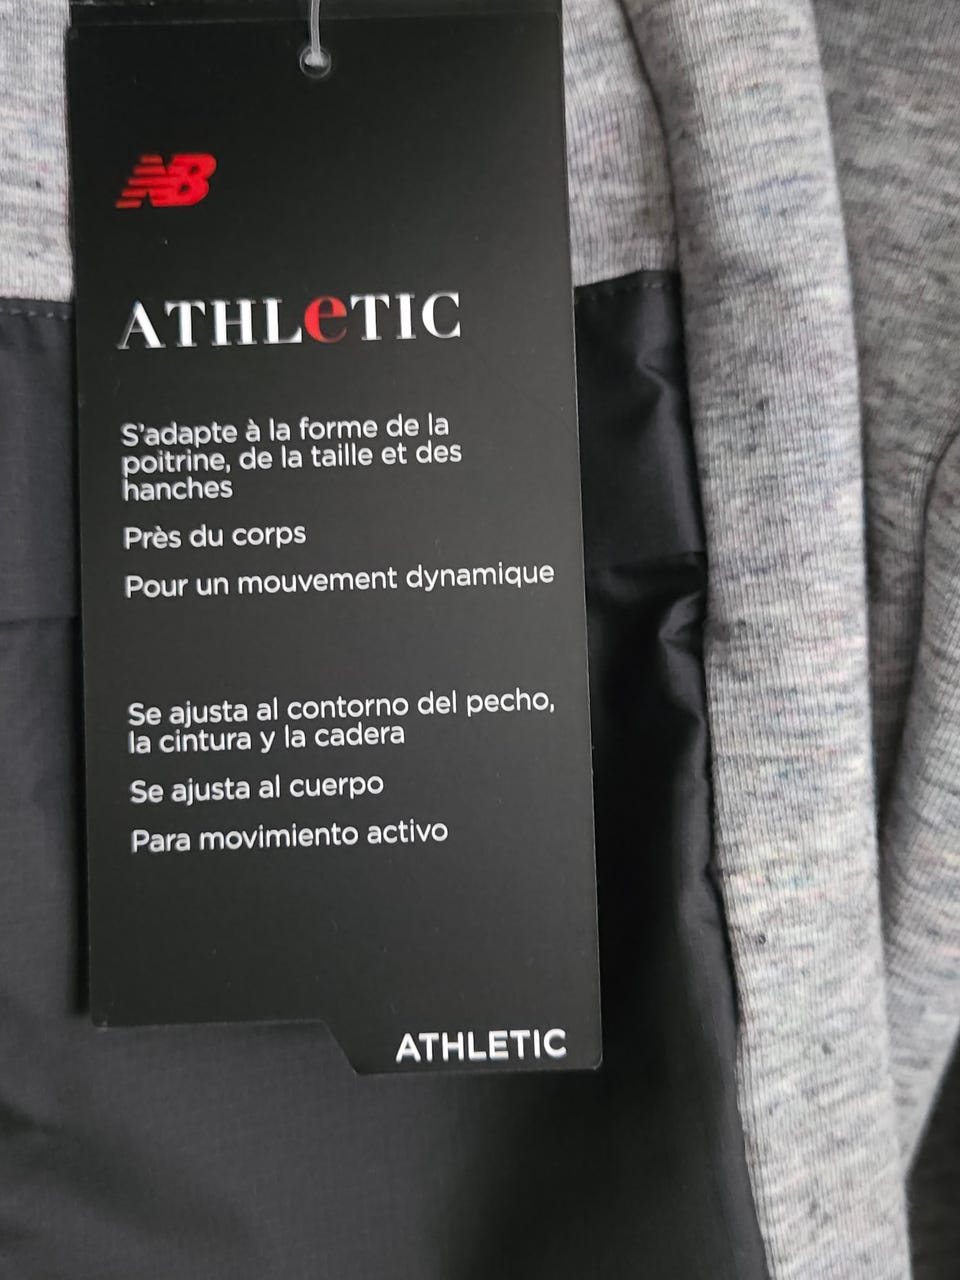 NB
ATHLeTIC
S'adapte à la forme de la
poitrine, de la taille et des
hanches
Près du corps
Pour un mouvement dynamique
Se ajusta al contorno del pecho,
la cintura y la cadera
Se ajusta al cuerpo
Para movimiento activo
ATHLETIC